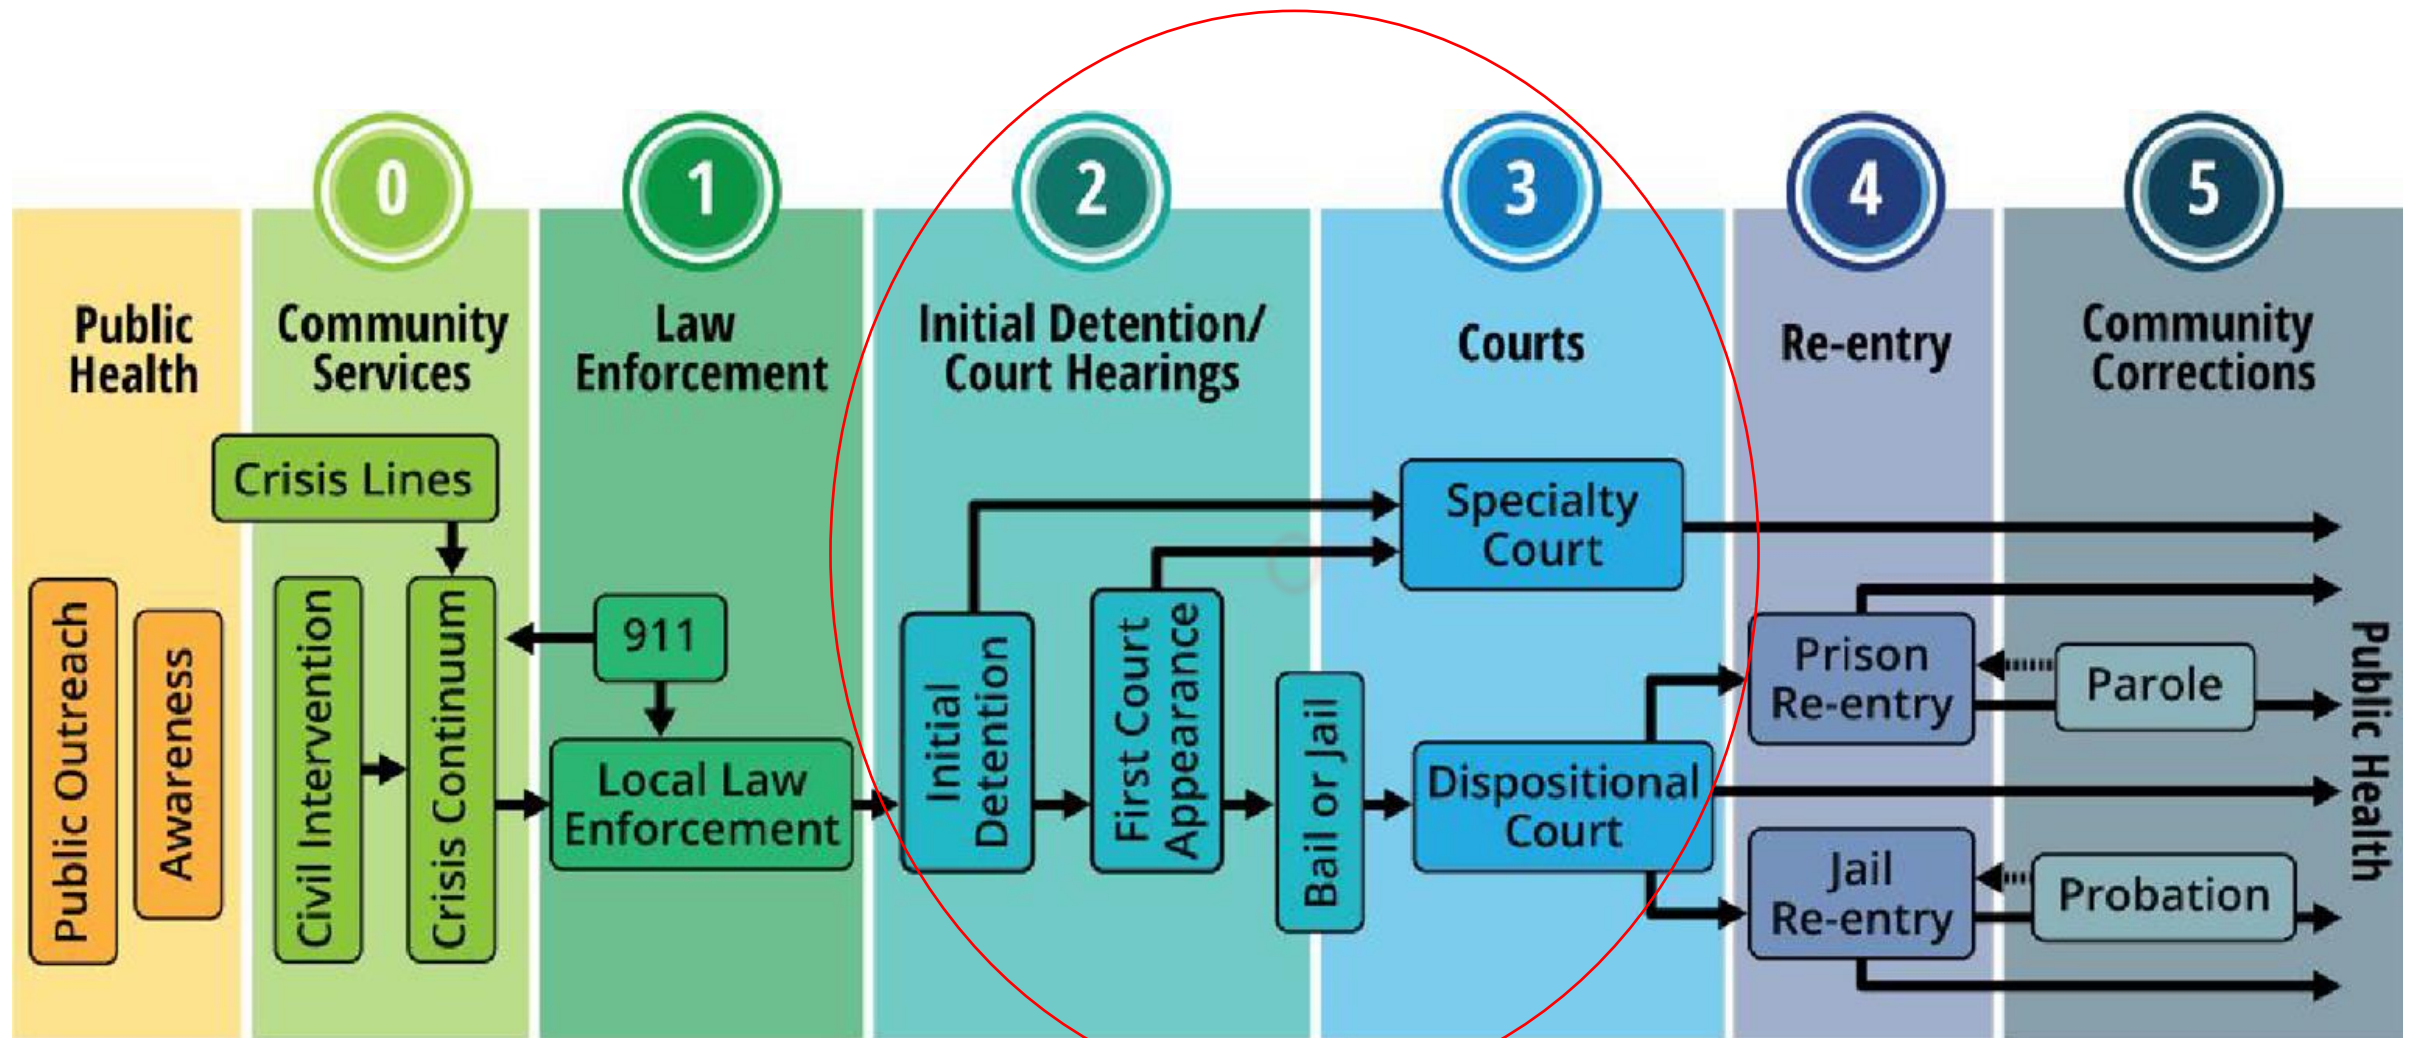 0
1
2
3
4
5
Public
Health
Community
Services
Law
Enforcement
Initial Detention/
Court Hearings
Courts
Re-entry
Community
Corrections
Crisis Lines
Public Outreach
Awareness
Civil Intervention
Crisis Continuum
911
Local Law
Enforcement
Initial
Detention
First Court
Appearance
Bail or Jail
Specialty
Court
Dispositional
Court
Prison
Re-entry
Jail
Re-entry
Parole
Probation
Public Health